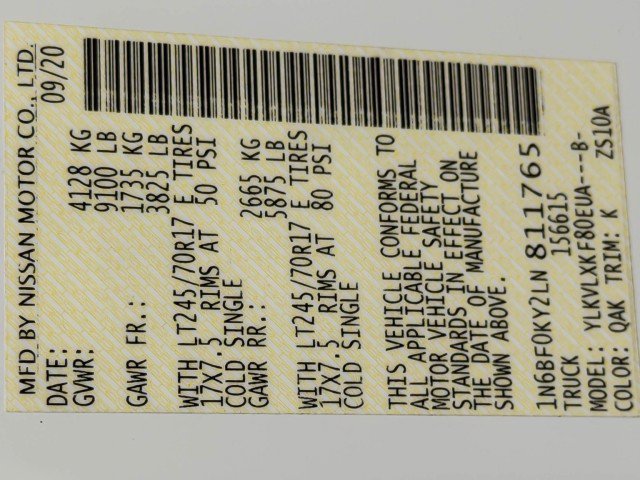 MFD BY NISSAN MOTOR CO., LTD.
DATE: 09/20
GVWR: 4128 KG
9100 LB
GAWR FR.: 1735 KG
3825 LB
WITH LT245/70R17 E TIRES
17X7.5 RIMS AT 50 PSI
COLD SINGLE
GAWR RR.: 2665 KG
5875 LB
WITH LT245/70R17 E TIRES
17X7.5 RIMS AT 80 PSI
COLD SINGLE
THIS VEHICLE CONFORMS TO
ALL APPLICABLE FEDERAL
MOTOR VEHICLE SAFETY
STANDARDS IN EFFECT ON
THE DATE OF MANUFACTURE
SHOWN ABOVE.
1N6BF0KY2LN811765
TRUCK 156615
MODEL: YLKVLXKF80EUA---B-
COLOR: QAK TRIM: K ZS10A